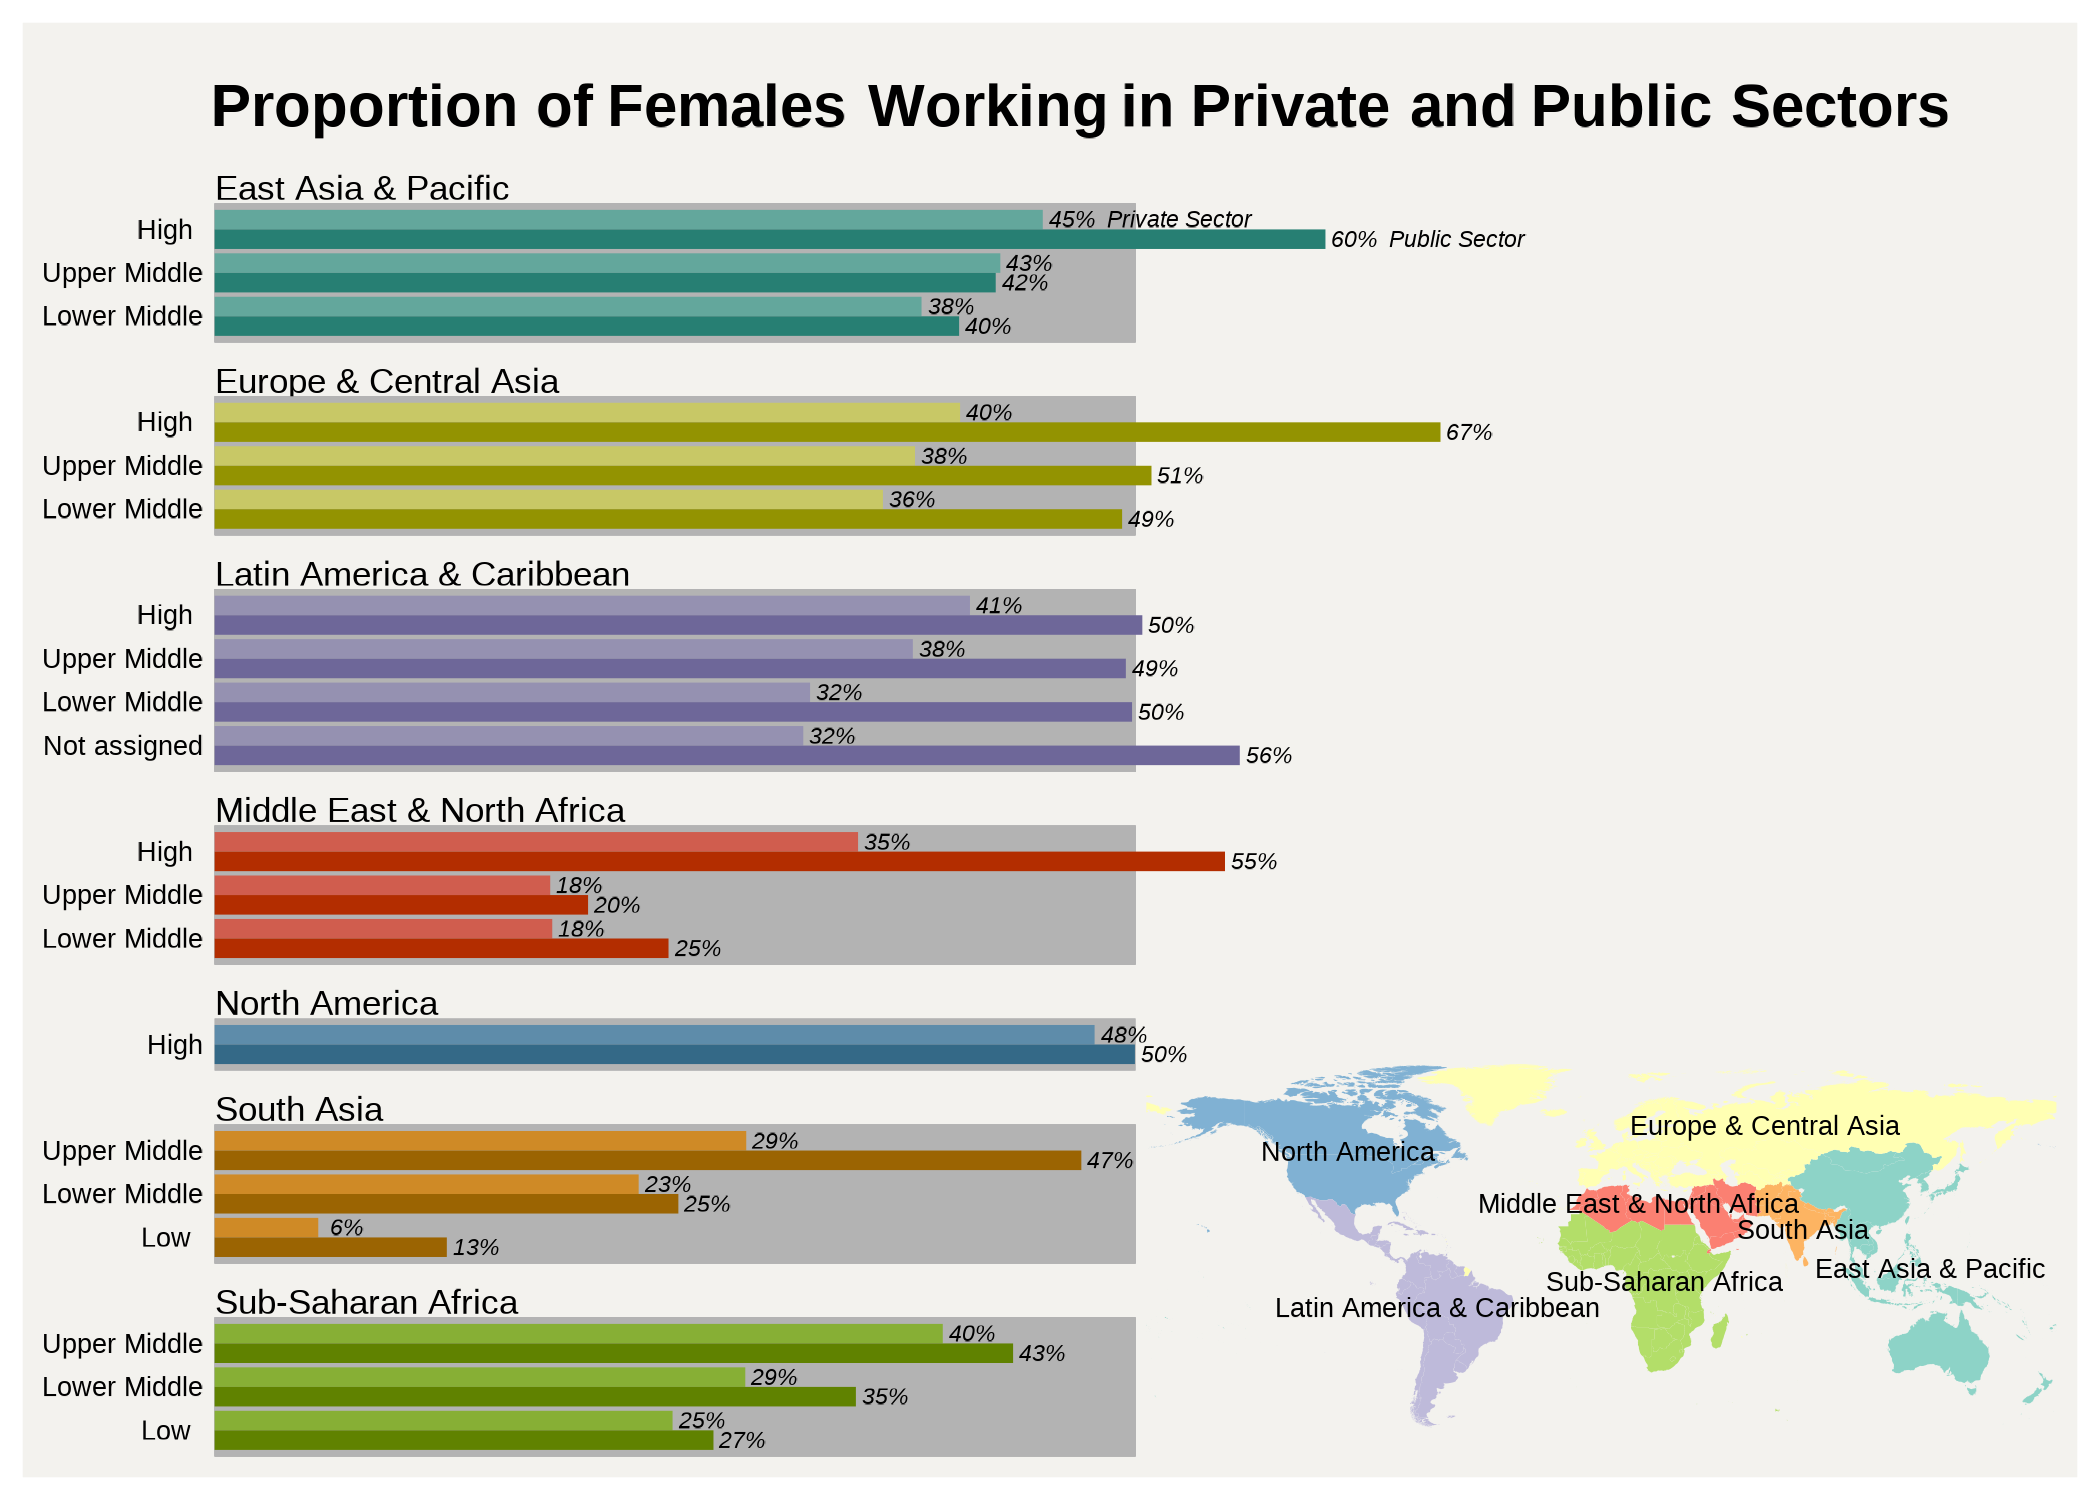 Proportion of Females Working in Private and Public Sectors
East Asia & Pacific
High 45% Private Sector
60% Public Sector
Upper Middle 43%
42%
Lower Middle 38%
40%
Europe & Central Asia
High 40%
67%
Upper Middle 38%
51%
Lower Middle 36%
49%
Latin America & Caribbean
High 41%
50%
Upper Middle 38%
49%
Lower Middle 32%
50%
Not assigned 32%
56%
Middle East & North Africa
High 35%
55%
Upper Middle 18%
20%
Lower Middle 18%
25%
North America
High 48%
50%
South Asia
Upper Middle 29%
47%
Lower Middle 23%
25%
Low 6%
13%
Sub-Saharan Africa
Upper Middle 40%
43%
Lower Middle 29%
35%
Low 25%
27%
Europe & Central Asia
North America
Middle East & North Africa
South Asia
East Asia & Pacific
Sub-Saharan Africa
Latin America & Caribbean